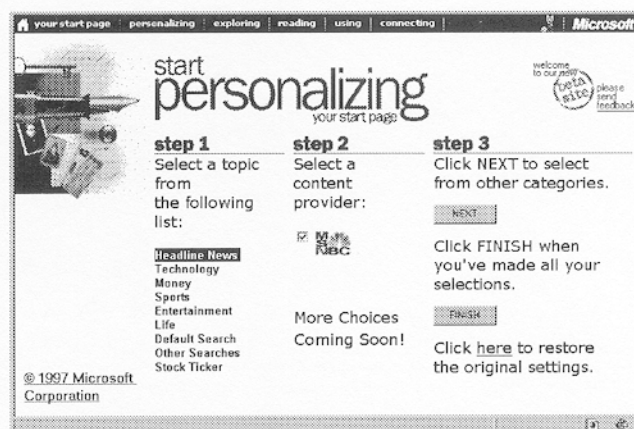 your start page personalizing exploring reading using connecting Microsoft
start
personalizing
your start page
welcome
to our new
beta
site
please
send
feedback
step 1
Select a topic
from
the following
list:
Headline News
Technology
Money
Sports
Entertainment
Life
Default Search
Other Searches
Stock Ticker
step 2
Select a
content
provider:
MSNBC
More Choices
Coming Soon!
step 3
Click NEXT to select
from other categories.
NEXT
Click FINISH when
you've made all your
selections.
FINISH
Click here to restore
the original settings.
© 1997 Microsoft
Corporation